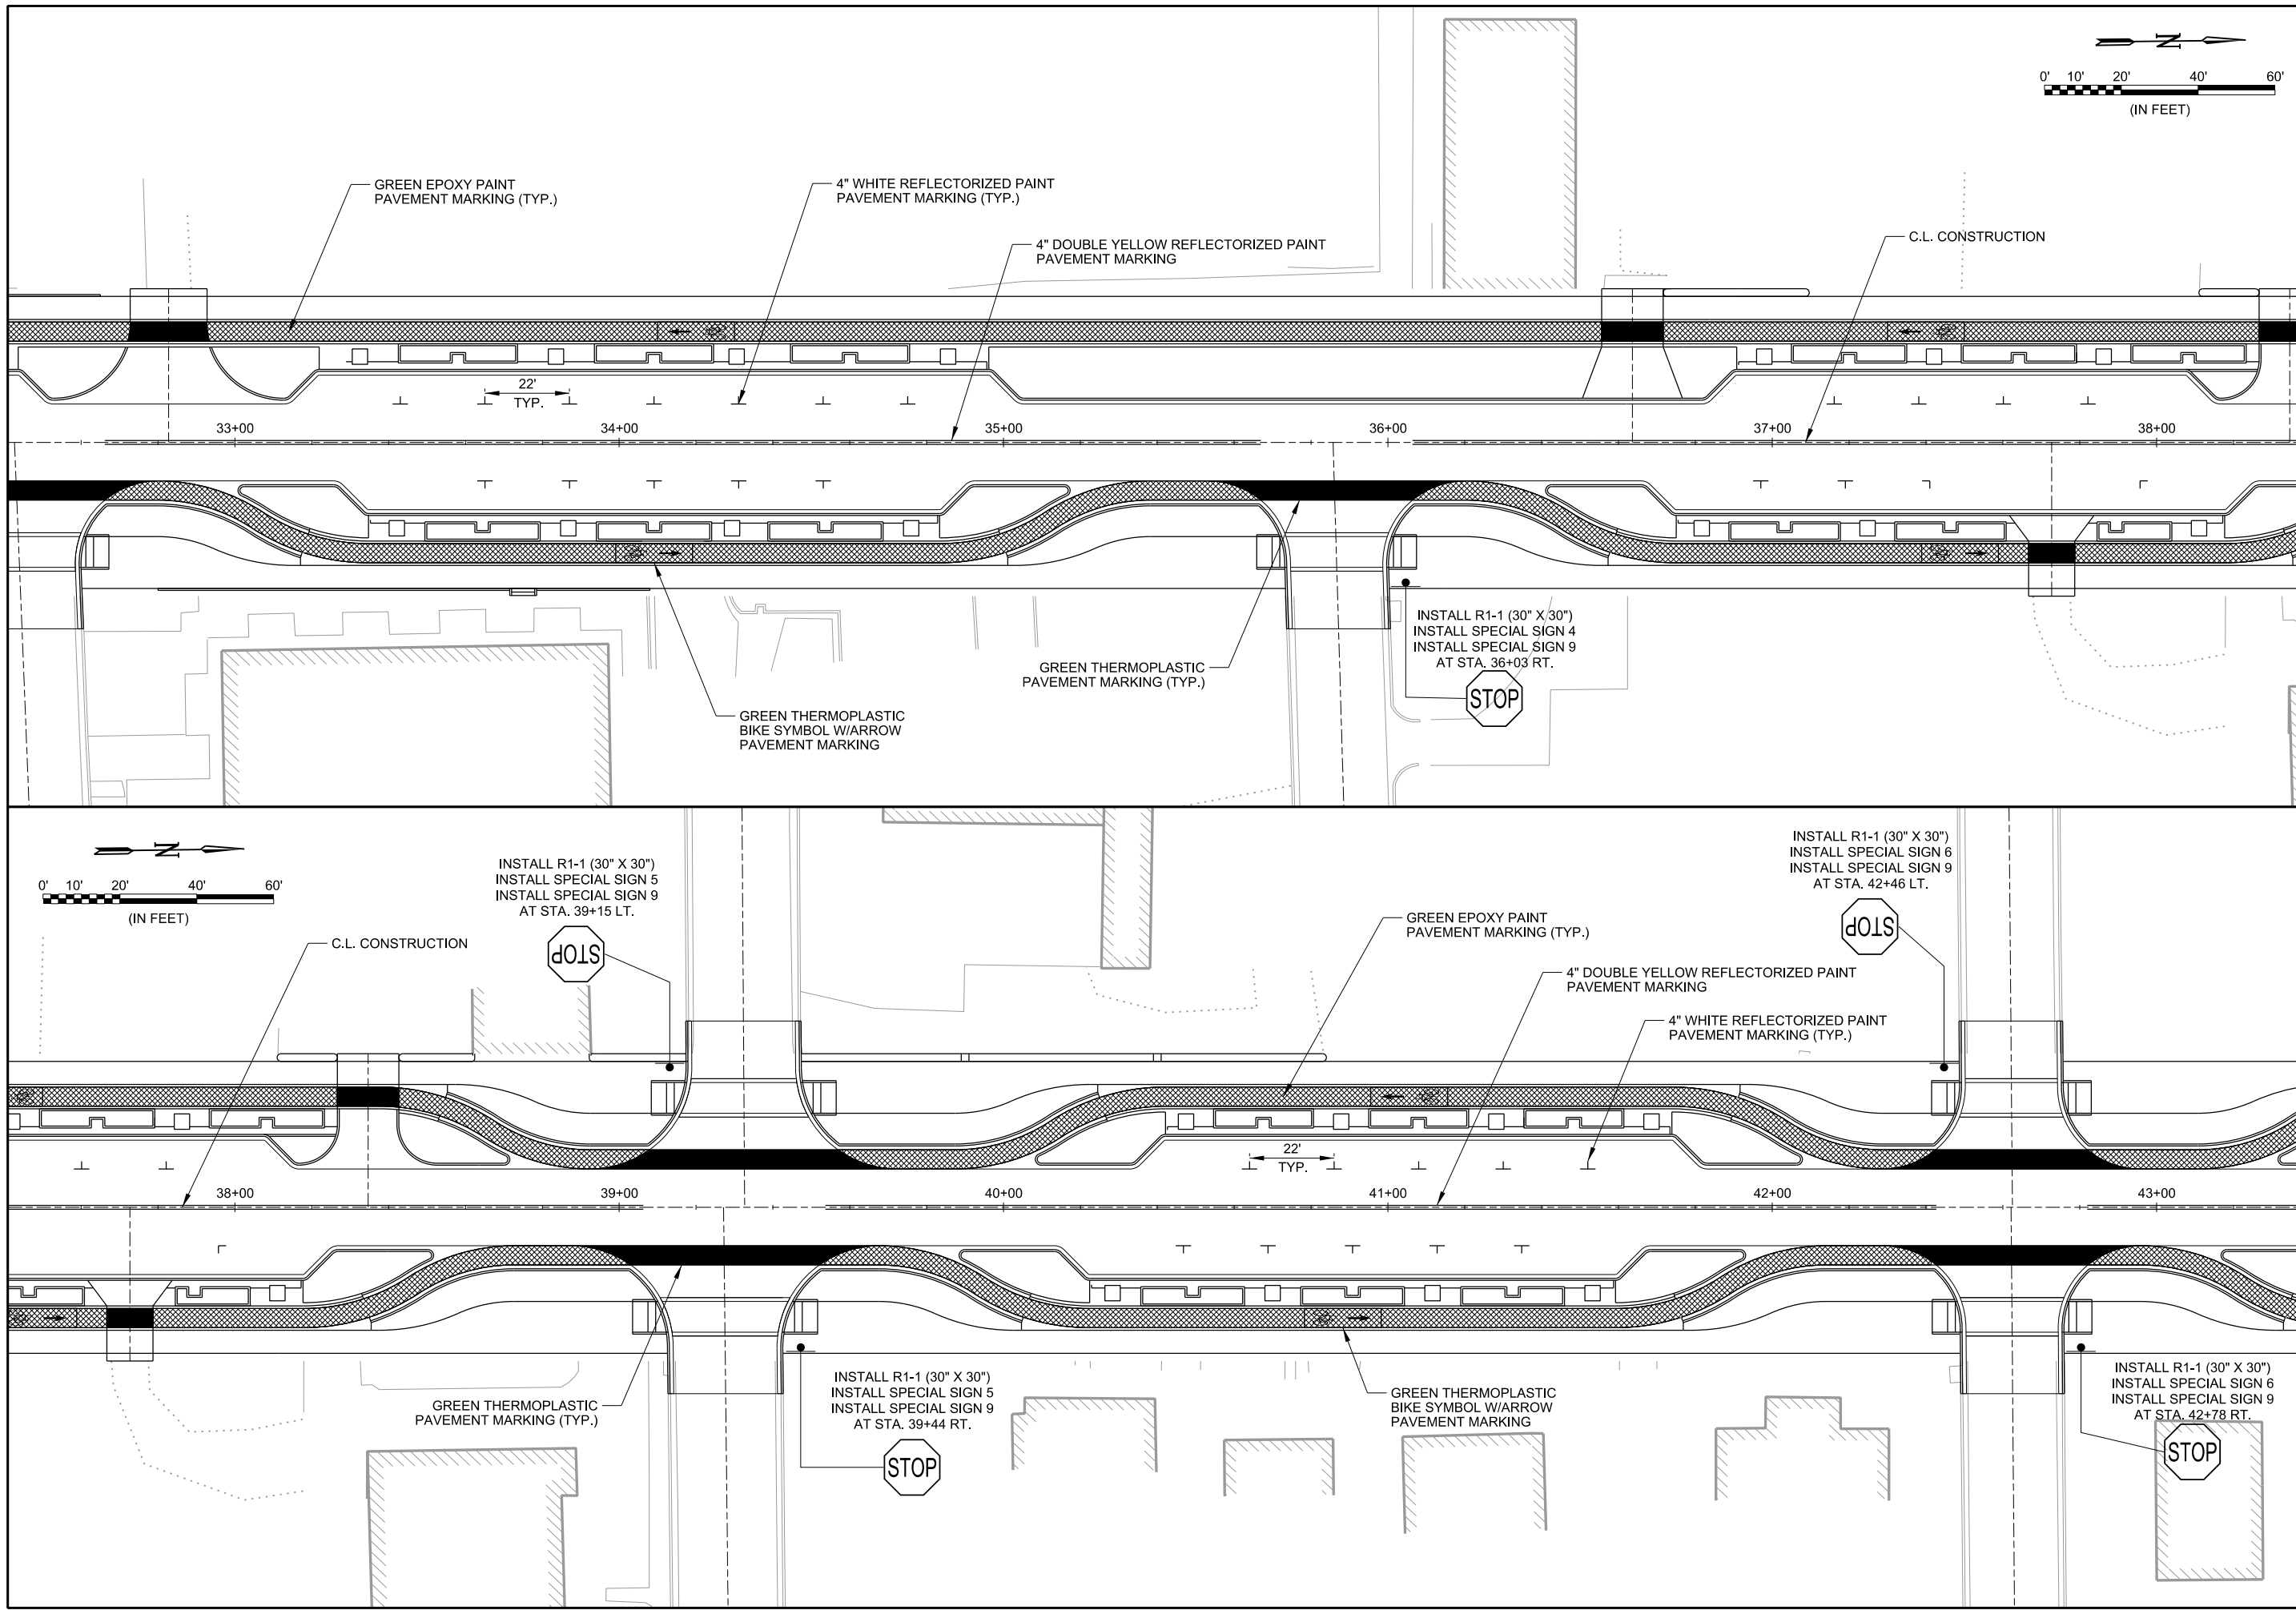 N
0' 10' 20' 40' 60'
(IN FEET)
GREEN EPOXY PAINT
PAVEMENT MARKING (TYP.)
4" WHITE REFLECTORIZED PAINT
PAVEMENT MARKING (TYP.)
4" DOUBLE YELLOW REFLECTORIZED PAINT
PAVEMENT MARKING
C.L. CONSTRUCTION
22'
TYP.
33+00 34+00 35+00 36+00 37+00 38+00
INSTALL R1-1 (30" X 30")
INSTALL SPECIAL SIGN 4
INSTALL SPECIAL SIGN 9
AT STA. 36+03 RT.
STOP
GREEN THERMOPLASTIC
PAVEMENT MARKING (TYP.)
GREEN THERMOPLASTIC
BIKE SYMBOL W/ARROW
PAVEMENT MARKING
N
0' 10' 20' 40' 60'
(IN FEET)
INSTALL R1-1 (30" X 30")
INSTALL SPECIAL SIGN 5
INSTALL SPECIAL SIGN 9
AT STA. 39+15 LT.
STOP
INSTALL R1-1 (30" X 30")
INSTALL SPECIAL SIGN 6
INSTALL SPECIAL SIGN 9
AT STA. 42+46 LT.
STOP
C.L. CONSTRUCTION
GREEN EPOXY PAINT
PAVEMENT MARKING (TYP.)
4" DOUBLE YELLOW REFLECTORIZED PAINT
PAVEMENT MARKING
4" WHITE REFLECTORIZED PAINT
PAVEMENT MARKING (TYP.)
22'
TYP.
38+00 39+00 40+00 41+00 42+00 43+00
GREEN THERMOPLASTIC
PAVEMENT MARKING (TYP.)
INSTALL R1-1 (30" X 30")
INSTALL SPECIAL SIGN 5
INSTALL SPECIAL SIGN 9
AT STA. 39+44 RT.
STOP
GREEN THERMOPLASTIC
BIKE SYMBOL W/ARROW
PAVEMENT MARKING
INSTALL R1-1 (30" X 30")
INSTALL SPECIAL SIGN 6
INSTALL SPECIAL SIGN 9
AT STA. 42+78 RT.
STOP